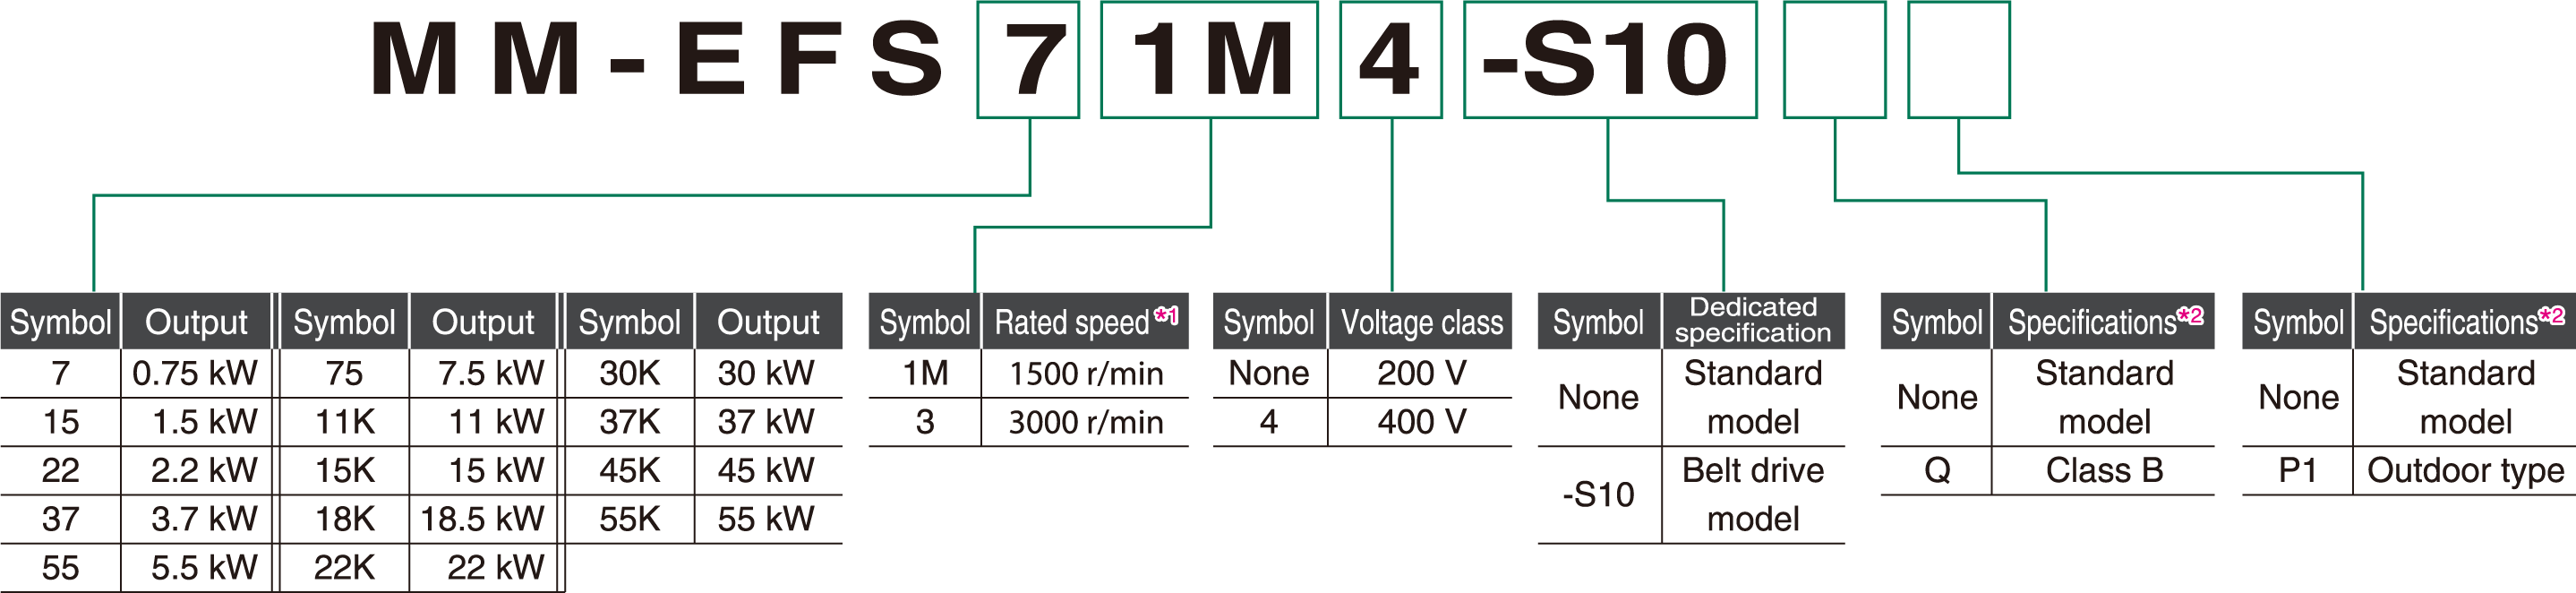 MM-EFS 7 1M 4 -S10
Symbol Output Symbol Output Symbol Output
7 0.75 kW 75 7.5 kW 30K 30 kW
15 1.5 kW 11K 11 kW 37K 37 kW
22 2.2 kW 15K 15 kW 45K 45 kW
37 3.7 kW 18K 18.5 kW 55K 55 kW
55 5.5 kW 22K 22 kW
Symbol Rated speed*1
1M 1500 r/min
3 3000 r/min
Symbol Voltage class
None 200 V
4 400 V
Symbol Dedicated
specification
None Standard
model
-S10 Belt drive
model
Symbol Specifications*2
None Standard
model
Q Class B
Symbol Specifications*2
None Standard
model
P1 Outdoor type